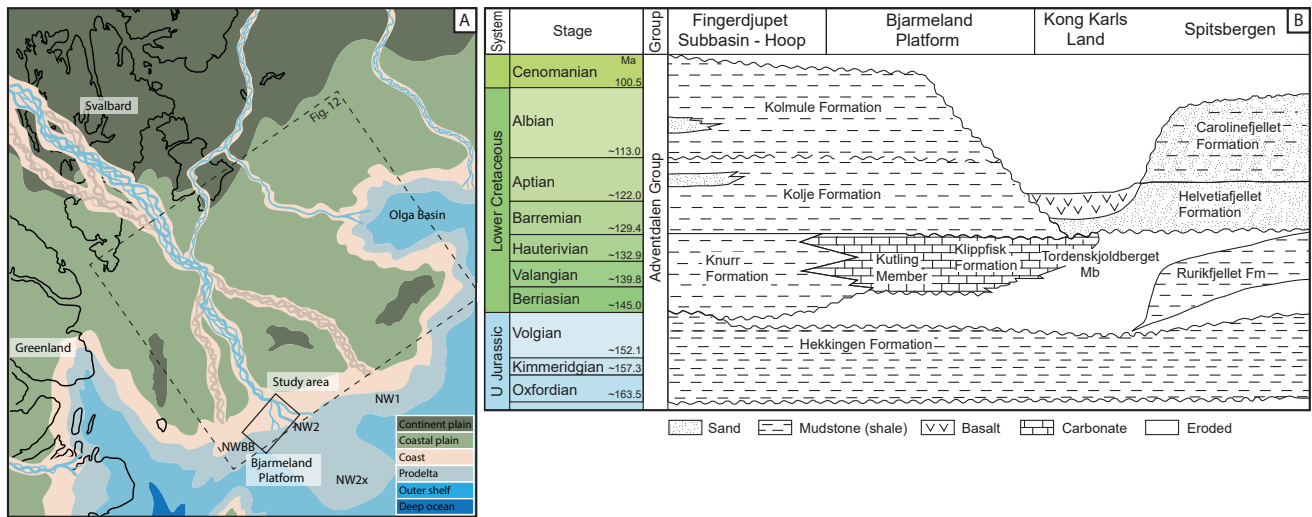 A
Svalbard
Fig. 12
Olga Basin
Greenland
Study area
NW1
NW2
NWBB
Bjarmeland
Platform
NW2x
Continent plain
Coastal plain
Coast
Prodelta
Outer shelf
Deep ocean
B
System
Stage
Group
Fingerdjupet
Subbasin - Hoop
Bjarmeland
Platform
Kong Karls
Land
Spitsbergen
Ma
Cenomanian
100.5
Lower Cretaceous
Albian
~113.0
Aptian
~122.0
Barremian
~129.4
Hauterivian
~132.9
Valangian
~139.8
Berriasian
~145.0
U Jurassic
Volgian
~152.1
Kimmeridgian
~157.3
Oxfordian
~163.5
Adventdalen Group
Kolmule Formation
Kolje Formation
Knurr
Formation
Kutling
Member
Klippfisk
Formation
Tordenskjoldberget
Mb
Carolinefjellet
Formation
Helvetiafjellet
Formation
Rurikfjellet Fm
Hekkingen Formation
Sand
Mudstone (shale)
Basalt
Carbonate
Eroded